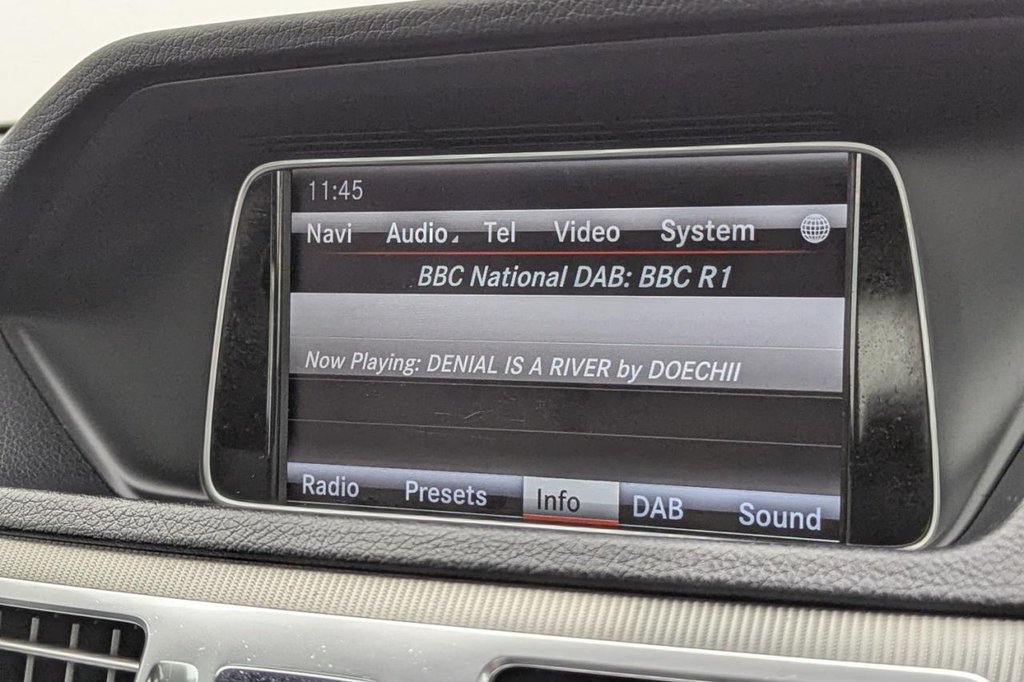 11:45
Navi Audio Tel Video System
BBC National DAB: BBC R1
Now Playing: DENIAL IS A RIVER by DOECHII
Radio Presets Info DAB Sound